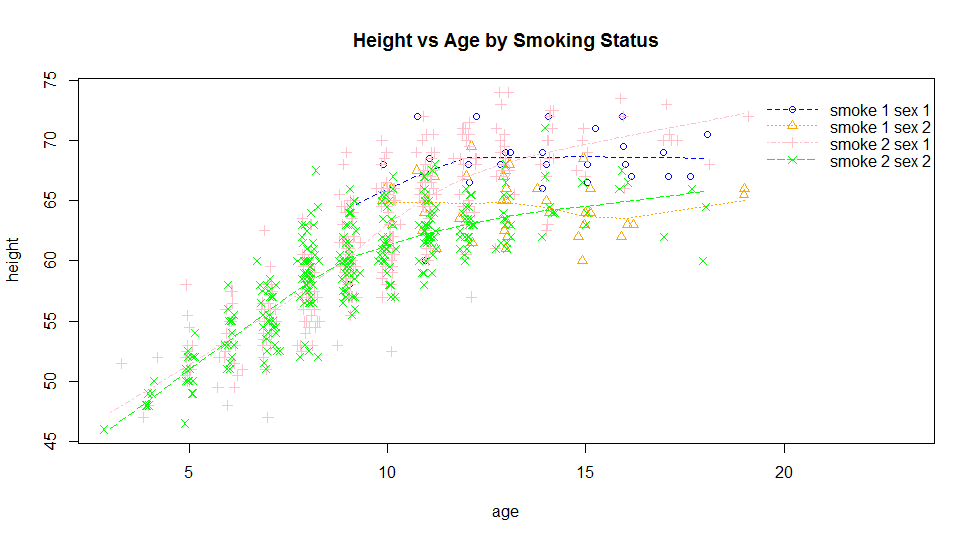 Height vs Age by Smoking Status
75
70
65
60
55
50
45
height
smoke 1 sex 1
smoke 1 sex 2
smoke 2 sex 1
smoke 2 sex 2
5
10
15
20
age